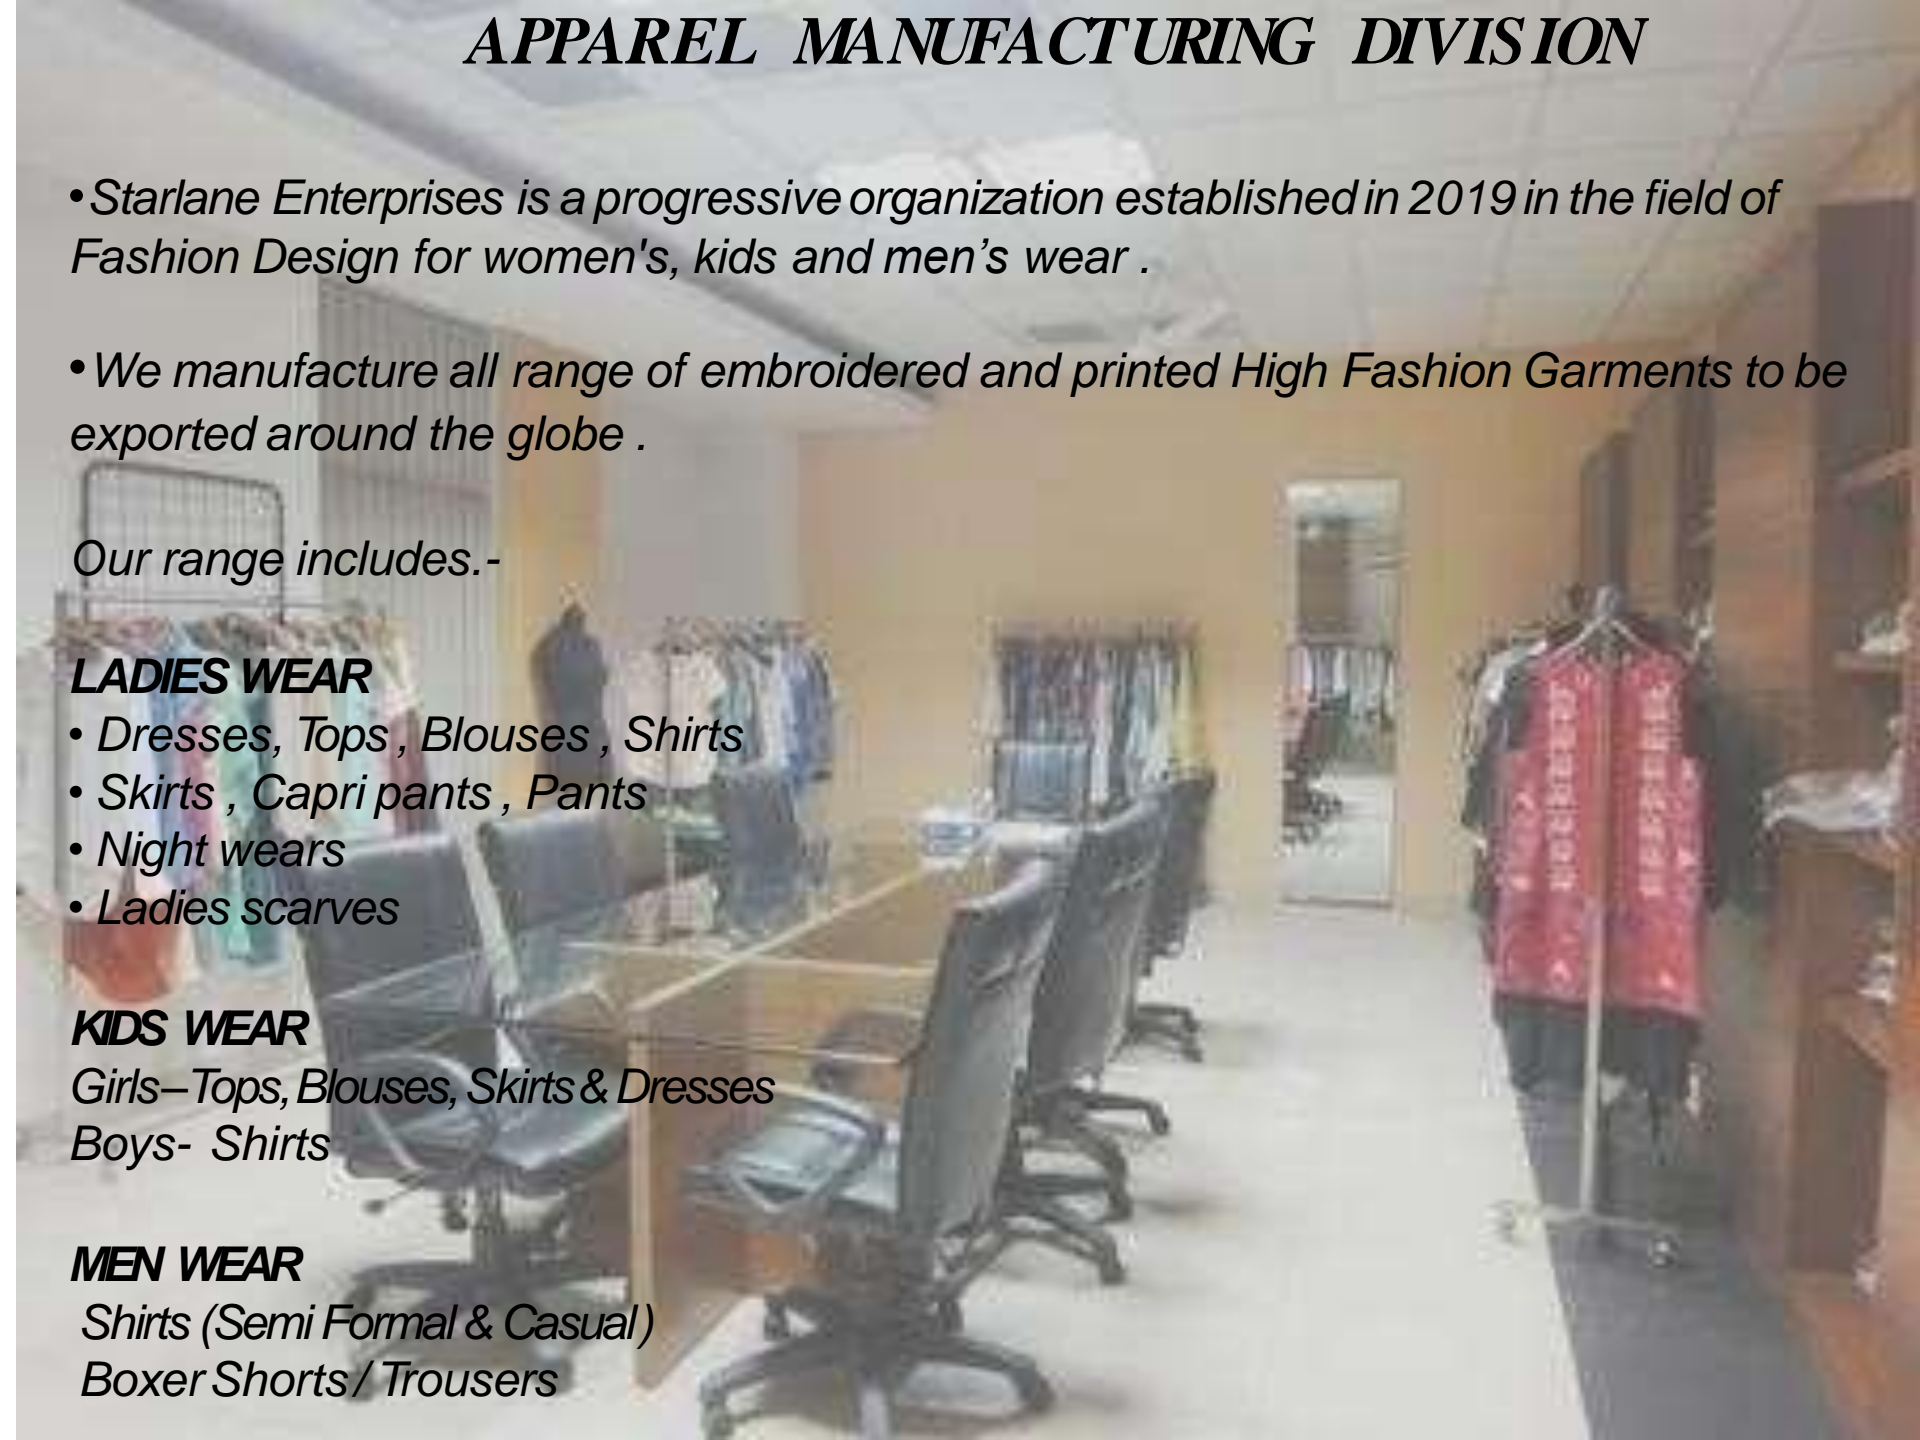 APPAREL MANUFACTURING DIVISION
•Starlane Enterprises is a progressive organization established in 2019 in the field of
Fashion Design for women's, kids and men’s wear .
•We manufacture all range of embroidered and printed High Fashion Garments to be
exported around the globe .
Our range includes.-
LADIES WEAR
• Dresses, Tops , Blouses , Shirts
• Skirts , Capri pants , Pants
• Night wears
• Ladies scarves
KIDS WEAR
Girls–Tops, Blouses, Skirts & Dresses
Boys- Shirts
MEN WEAR
Shirts (Semi Formal & Casual )
Boxer Shorts / Trousers